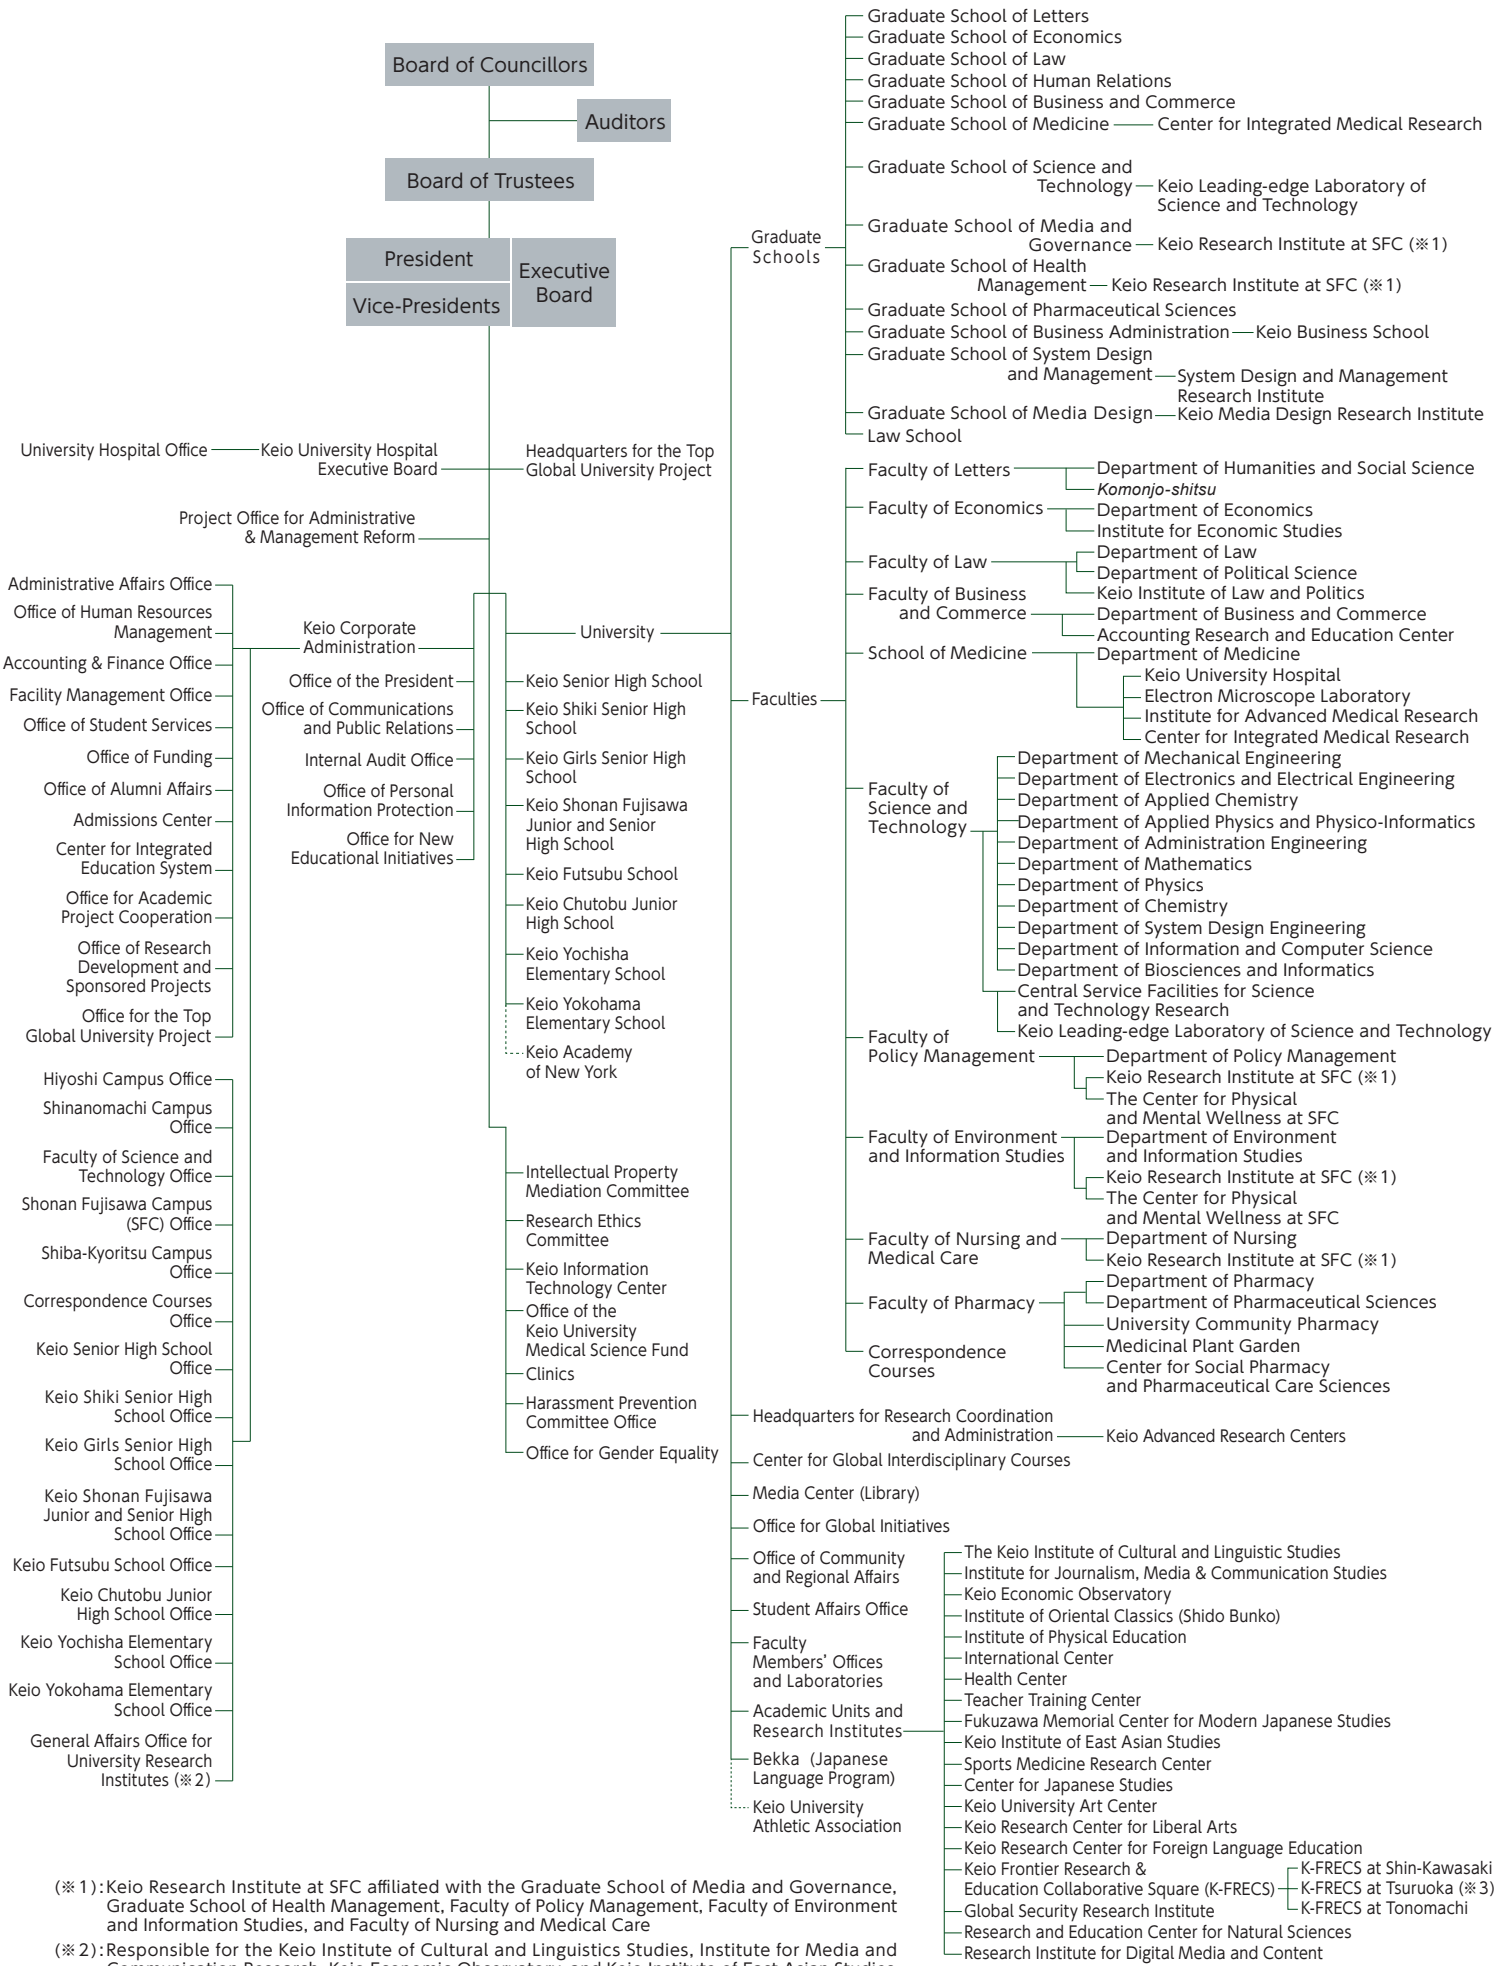 Board of Councillors
Auditors
Board of Trustees
President
Vice-Presidents
Executive
Board
University Hospital Office
Keio University Hospital
Executive Board
Headquarters for the Top
Global University Project
Project Office for Administrative
& Management Reform
Keio Corporate
Administration
Administrative Affairs Office
Office of Human Resources
Management
Accounting & Finance Office
Facility Management Office
Office of Student Services
Office of Funding
Office of Alumni Affairs
Admissions Center
Center for Integrated
Education System
Office for Academic
Project Cooperation
Office of Research
Development and
Sponsored Projects
Office for the Top
Global University Project
Hiyoshi Campus Office
Shinanomachi Campus
Office
Faculty of Science and
Technology Office
Shonan Fujisawa Campus
(SFC) Office
Shiba-Kyoritsu Campus
Office
Correspondence Courses
Office
Keio Senior High School
Office
Keio Shiki Senior High
School Office
Keio Girls Senior High
School Office
Keio Shonan Fujisawa
Junior and Senior High
School Office
Keio Futsubu School Office
Keio Chutobu Junior
High School Office
Keio Yochisha Elementary
School Office
Keio Yokohama Elementary
School Office
General Affairs Office for
University Research
Institutes (※2)
Office of the President
Office of Communications
and Public Relations
Internal Audit Office
Office of Personal
Information Protection
Office for New
Educational Initiatives
University
Keio Senior High School
Keio Shiki Senior High
School
Keio Girls Senior High
School
Keio Shonan Fujisawa
Junior and Senior
High School
Keio Futsubu School
Keio Chutobu Junior
High School
Keio Yochisha
Elementary School
Keio Yokohama
Elementary School
Keio Academy
of New York
Intellectual Property
Mediation Committee
Research Ethics
Committee
Keio Information
Technology Center
Office of the
Keio University
Medical Science Fund
Clinics
Harassment Prevention
Committee Office
Office for Gender Equality
Graduate
Schools
Graduate School of Letters
Graduate School of Economics
Graduate School of Law
Graduate School of Human Relations
Graduate School of Business and Commerce
Graduate School of Medicine
Center for Integrated Medical Research
Graduate School of Science and
Technology
Keio Leading-edge Laboratory of
Science and Technology
Graduate School of Media and
Governance
Keio Research Institute at SFC (※1)
Graduate School of Health
Management
Keio Research Institute at SFC (※1)
Graduate School of Pharmaceutical Sciences
Graduate School of Business Administration
Keio Business School
Graduate School of System Design
and Management
System Design and Management
Research Institute
Graduate School of Media Design
Keio Media Design Research Institute
Law School
Faculties
Faculty of Letters
Department of Humanities and Social Science
Komonjo-shitsu
Faculty of Economics
Department of Economics
Institute for Economic Studies
Faculty of Law
Department of Law
Department of Political Science
Keio Institute of Law and Politics
Faculty of Business
and Commerce
Department of Business and Commerce
Accounting Research and Education Center
School of Medicine
Department of Medicine
Keio University Hospital
Electron Microscope Laboratory
Institute for Advanced Medical Research
Center for Integrated Medical Research
Faculty of
Science and
Technology
Department of Mechanical Engineering
Department of Electronics and Electrical Engineering
Department of Applied Chemistry
Department of Applied Physics and Physico-Informatics
Department of Administration Engineering
Department of Mathematics
Department of Physics
Department of Chemistry
Department of System Design Engineering
Department of Information and Computer Science
Department of Biosciences and Informatics
Central Service Facilities for Science
and Technology Research
Keio Leading-edge Laboratory of Science and Technology
Faculty of
Policy Management
Department of Policy Management
Keio Research Institute at SFC (※1)
The Center for Physical
and Mental Wellness at SFC
Faculty of Environment
and Information Studies
Department of Environment
and Information Studies
Keio Research Institute at SFC (※1)
The Center for Physical
and Mental Wellness at SFC
Faculty of Nursing and
Medical Care
Department of Nursing
Keio Research Institute at SFC (※1)
Faculty of Pharmacy
Department of Pharmacy
Department of Pharmaceutical Sciences
University Community Pharmacy
Medicinal Plant Garden
Center for Social Pharmacy
and Pharmaceutical Care Sciences
Correspondence
Courses
Headquarters for Research Coordination
and Administration
Keio Advanced Research Centers
Center for Global Interdisciplinary Courses
Media Center (Library)
Office for Global Initiatives
Office of Community
and Regional Affairs
Student Affairs Office
Faculty
Members' Offices
and Laboratories
Academic Units and
Research Institutes
Bekka (Japanese
Language Program)
Keio University
Athletic Association
The Keio Institute of Cultural and Linguistic Studies
Institute for Journalism, Media & Communication Studies
Keio Economic Observatory
Institute of Oriental Classics (Shido Bunko)
Institute of Physical Education
International Center
Health Center
Teacher Training Center
Fukuzawa Memorial Center for Modern Japanese Studies
Keio Institute of East Asian Studies
Sports Medicine Research Center
Center for Japanese Studies
Keio University Art Center
Keio Research Center for Liberal Arts
Keio Research Center for Foreign Language Education
Keio Frontier Research &
Education Collaborative Square (K-FRECS)
K-FRECS at Shin-Kawasaki
K-FRECS at Tsuruoka (※3)
K-FRECS at Tonomachi
Global Security Research Institute
Research and Education Center for Natural Sciences
Research Institute for Digital Media and Content
(※1):Keio Research Institute at SFC affiliated with the Graduate School of Media and Governance,
Graduate School of Health Management, Faculty of Policy Management, Faculty of Environment
and Information Studies, and Faculty of Nursing and Medical Care
(※2):Responsible for the Keio Institute of Cultural and Linguistics Studies, Institute for Media and
Communication Research, Keio Economic Observatory, and Keio Institute of East Asian Studies